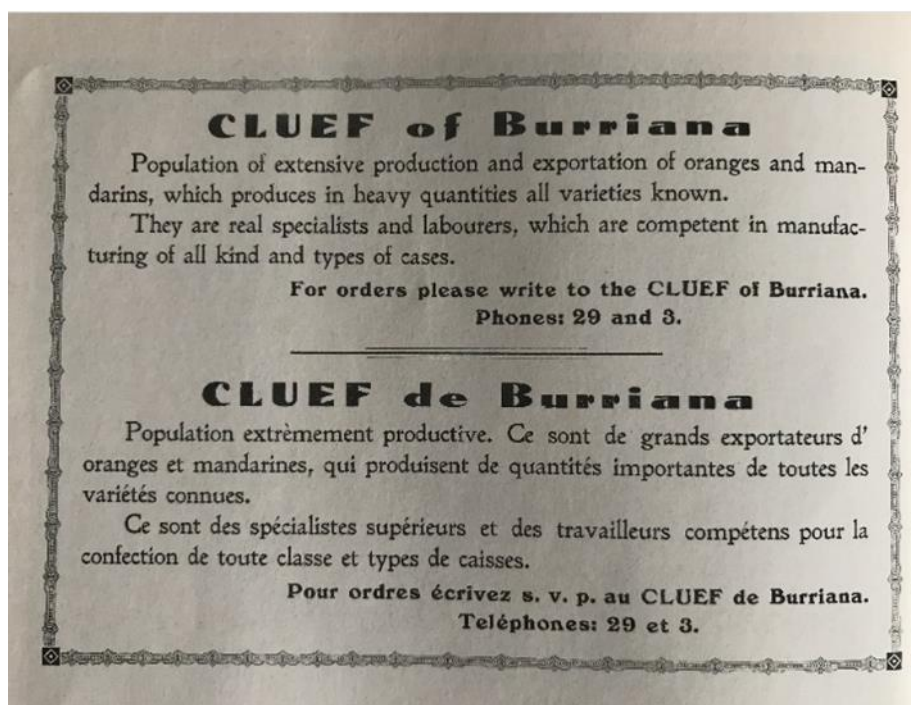 CLUEF of Burriana
Population of extensive production and exportation of oranges and man-
darins, which produces in heavy quantities all varieties known.
They are real specialists and labourers, which are competent in manufac-
turing of all kind and types of cases.
For orders please write to the CLUEF of Burriana.
Phones: 29 and 3.
CLUEF de Burriana
Population extrèmement productive. Ce sont de grands exportateurs d'
oranges et mandarines, qui produisent de quantités importantes de toutes les
variétés connues.
Ce sont des spécialistes supérieurs et des travailleurs compétens pour la
confection de toute classe et types de caisses.
Pour ordres écrivez s. v. p. au CLUEF de Burriana.
Teléphones: 29 et 3.